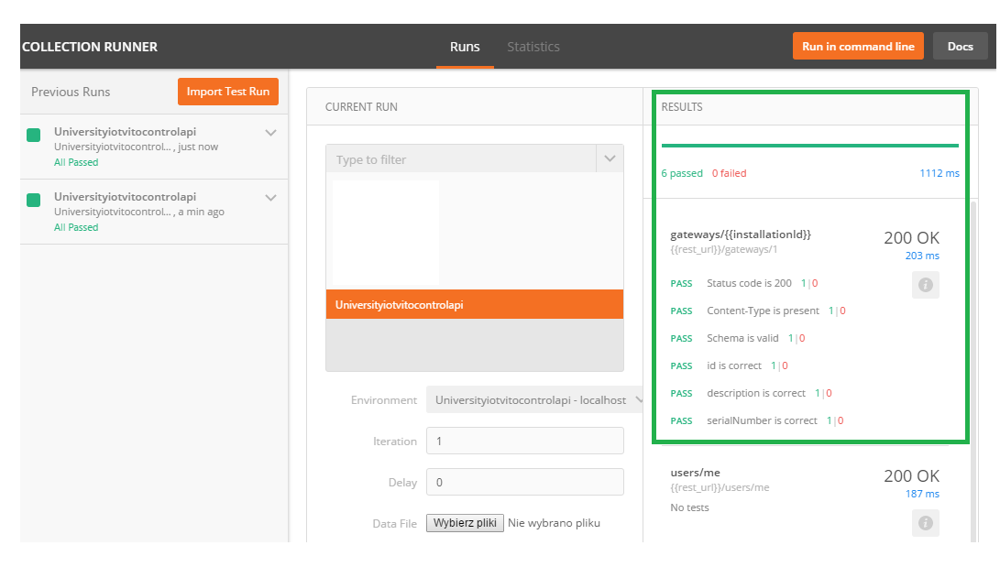 COLLECTION RUNNER
Runs
Statistics
Run in command line
Docs
Previous Runs
Import Test Run
Universityiotvitocontrolapi
Universityiotvitocontrol... , just now
All Passed
Universityiotvitocontrolapi
Universityiotvitocontrol... , a min ago
All Passed
CURRENT RUN
Type to filter
Universityiotvitocontrolapi
Environment Universityiotvitocontrolapi - localhost
Iteration 1
Delay 0
Data File Wybierz pliki Nie wybrano pliku
RESULTS
6 passed 0 failed 1112 ms
gateways/{{installationId}} 200 OK
{{rest_url}}/gateways/1 203 ms
PASS Status code is 200 1|0
PASS Content-Type is present 1|0
PASS Schema is valid 1|0
PASS id is correct 1|0
PASS description is correct 1|0
PASS serialNumber is correct 1|0
users/me 200 OK
{{rest_url}}/users/me 187 ms
No tests